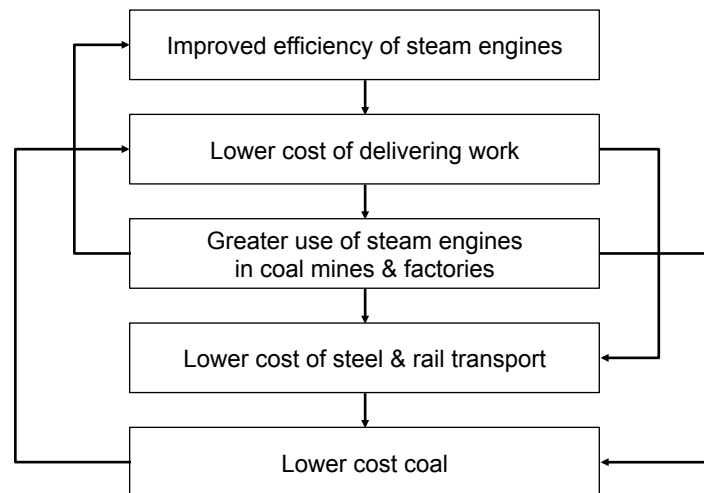 Improved efficiency of steam engines
Lower cost of delivering work
Greater use of steam engines
in coal mines & factories
Lower cost of steel & rail transport
Lower cost coal